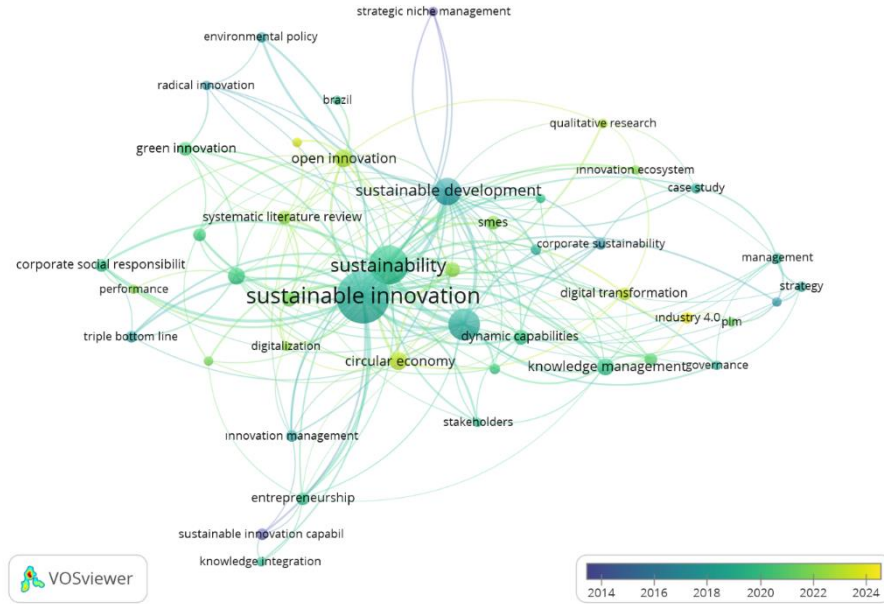 strategic niche management
environmental policy
radical innovation
brazil
qualitative research
green innovation
open innovation
innovation ecosystem
sustainable development
case study
systematic literature review
smes
corporate sustainability
management
corporate social responsibilit
sustainability
performance
sustainable innovation
digital transformation
strategy
industry 4.0
plm
triple bottom line
dynamic capabilities
digitalization
circular economy
knowledge management
governance
stakeholders
innovation management
entrepreneurship
sustainable innovation capabil
knowledge integration
VOSviewer
2014 2016 2018 2020 2022 2024